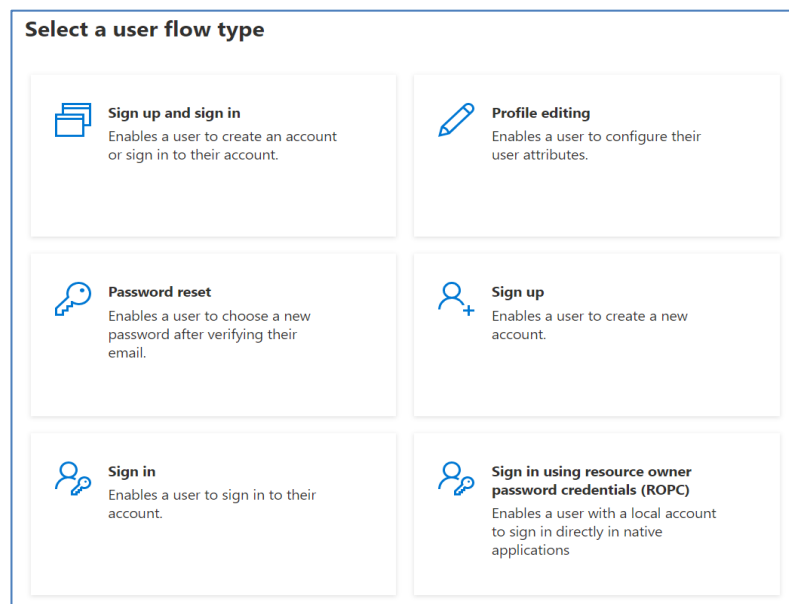 Select a user flow type
Sign up and sign in
Enables a user to create an account
or sign in to their account.
Profile editing
Enables a user to configure their
user attributes.
Password reset
Enables a user to choose a new
password after verifying their
email.
Sign up
Enables a user to create a new
account.
Sign in
Enables a user to sign in to their
account.
Sign in using resource owner
password credentials (ROPC)
Enables a user with a local account
to sign in directly in native
applications